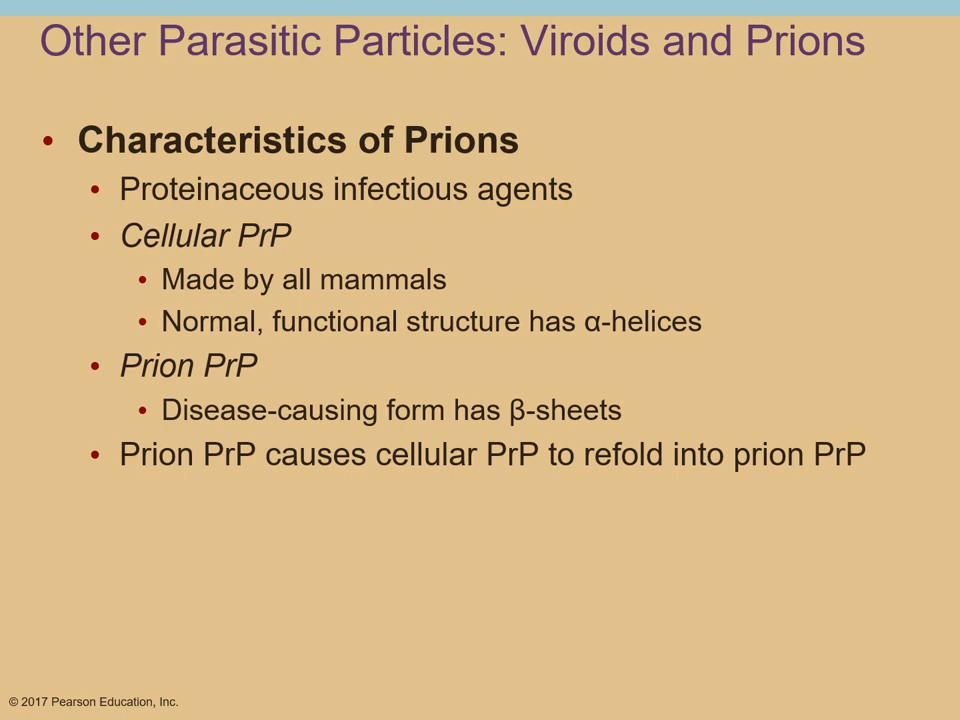 Other Parasitic Particles: Viroids and Prions
• Characteristics of Prions
• Proteinaceous infectious agents
• Cellular PrP
• Made by all mammals
• Normal, functional structure has α-helices
• Prion PrP
• Disease-causing form has β-sheets
• Prion PrP causes cellular PrP to refold into prion PrP
© 2017 Pearson Education, Inc.